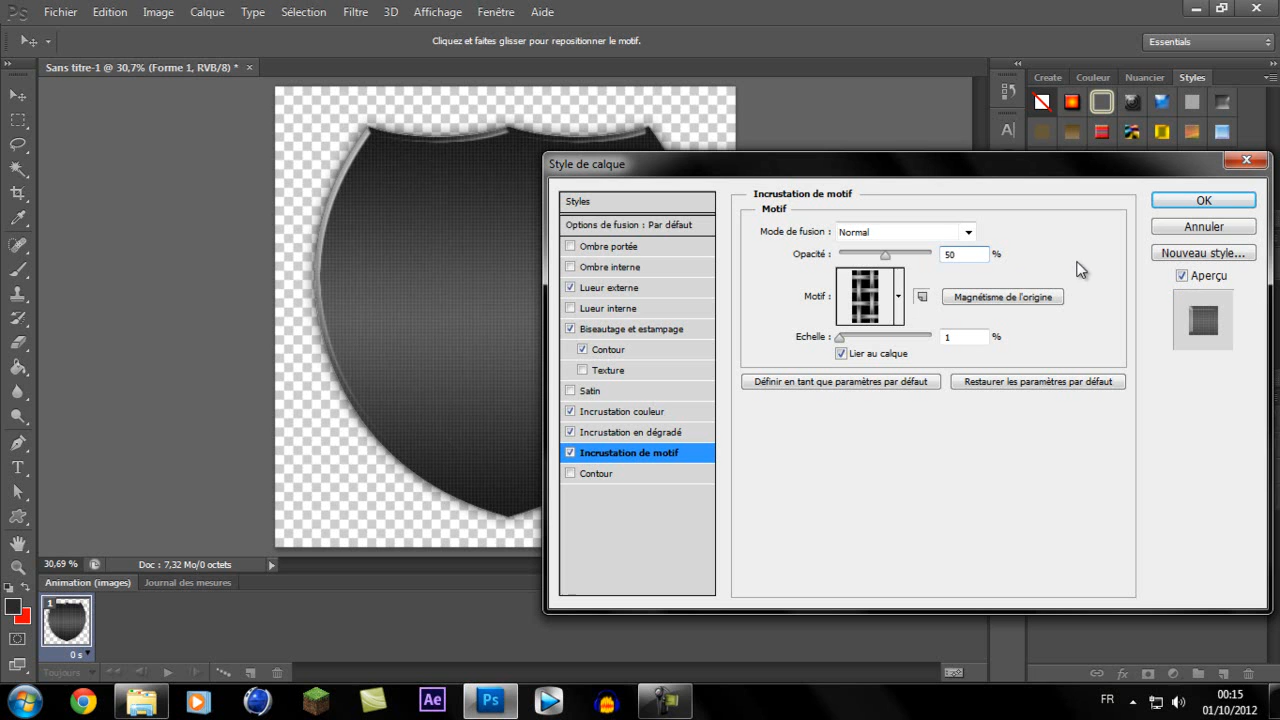 Ps Fichier Edition Image Calque Type Sélection Filtre 3D Affichage Fenêtre Aide
Cliquez et faites glisser pour repositionner le motif.
Essentials
Sans titre-1 @ 30,7% (Forme 1, RVB/8) * ×
Create Couleur Nuancier Styles
Style de calque
Styles
Options de fusion : Par défaut
Ombre portée
Ombre interne
Lueur externe
Lueur interne
Biseautage et estampage
Contour
Texture
Satin
Incrustation couleur
Incrustation en dégradé
Incrustation de motif
Contour
Incrustation de motif
Motif
Mode de fusion : Normal
Opacité : 50 %
Motif : Magnétisme de l'origine
Echelle : 1 %
Lier au calque
Définir en tant que paramètres par défaut Restaurer les paramètres par défaut
OK
Annuler
Nouveau style...
Aperçu
30,69 % Doc : 7,32 Mo/0 octets
Animation (images) Journal des mesures
1
0 s
Toujours
fx
Ae Ps
FR
00:15
01/10/2012